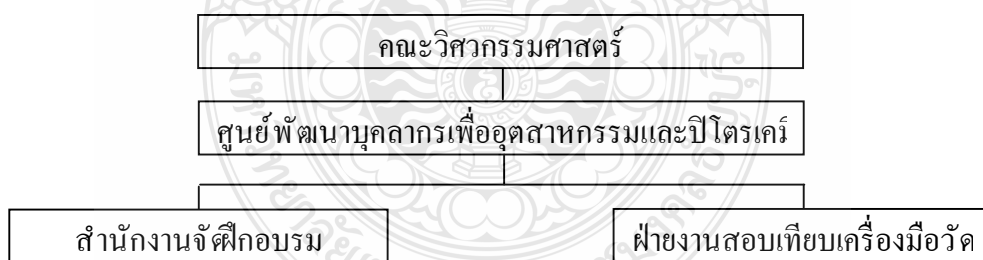 คณะวิศวกรรมศาสตร์
ศูนย์พัฒนาบุคลากรเพื่ออุตสาหกรรมและปิโตรเคมี
สำนักงานจัดฝึกอบรม
ฝ่ายงานสอบเทียบเครื่องมือวัด